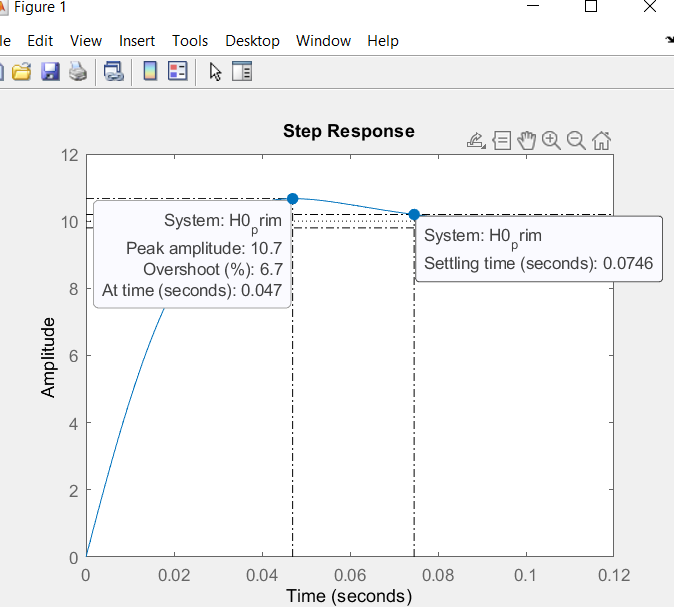 Figure 1
le Edit View Insert Tools Desktop Window Help
Step Response
12
10
8
6
4
2
0
Amplitude
System: H0_prim
Peak amplitude: 10.7
Overshoot (%): 6.7
At time (seconds): 0.047
System: H0_prim
Settling time (seconds): 0.0746
0 0.02 0.04 0.06 0.08 0.1 0.12
Time (seconds)